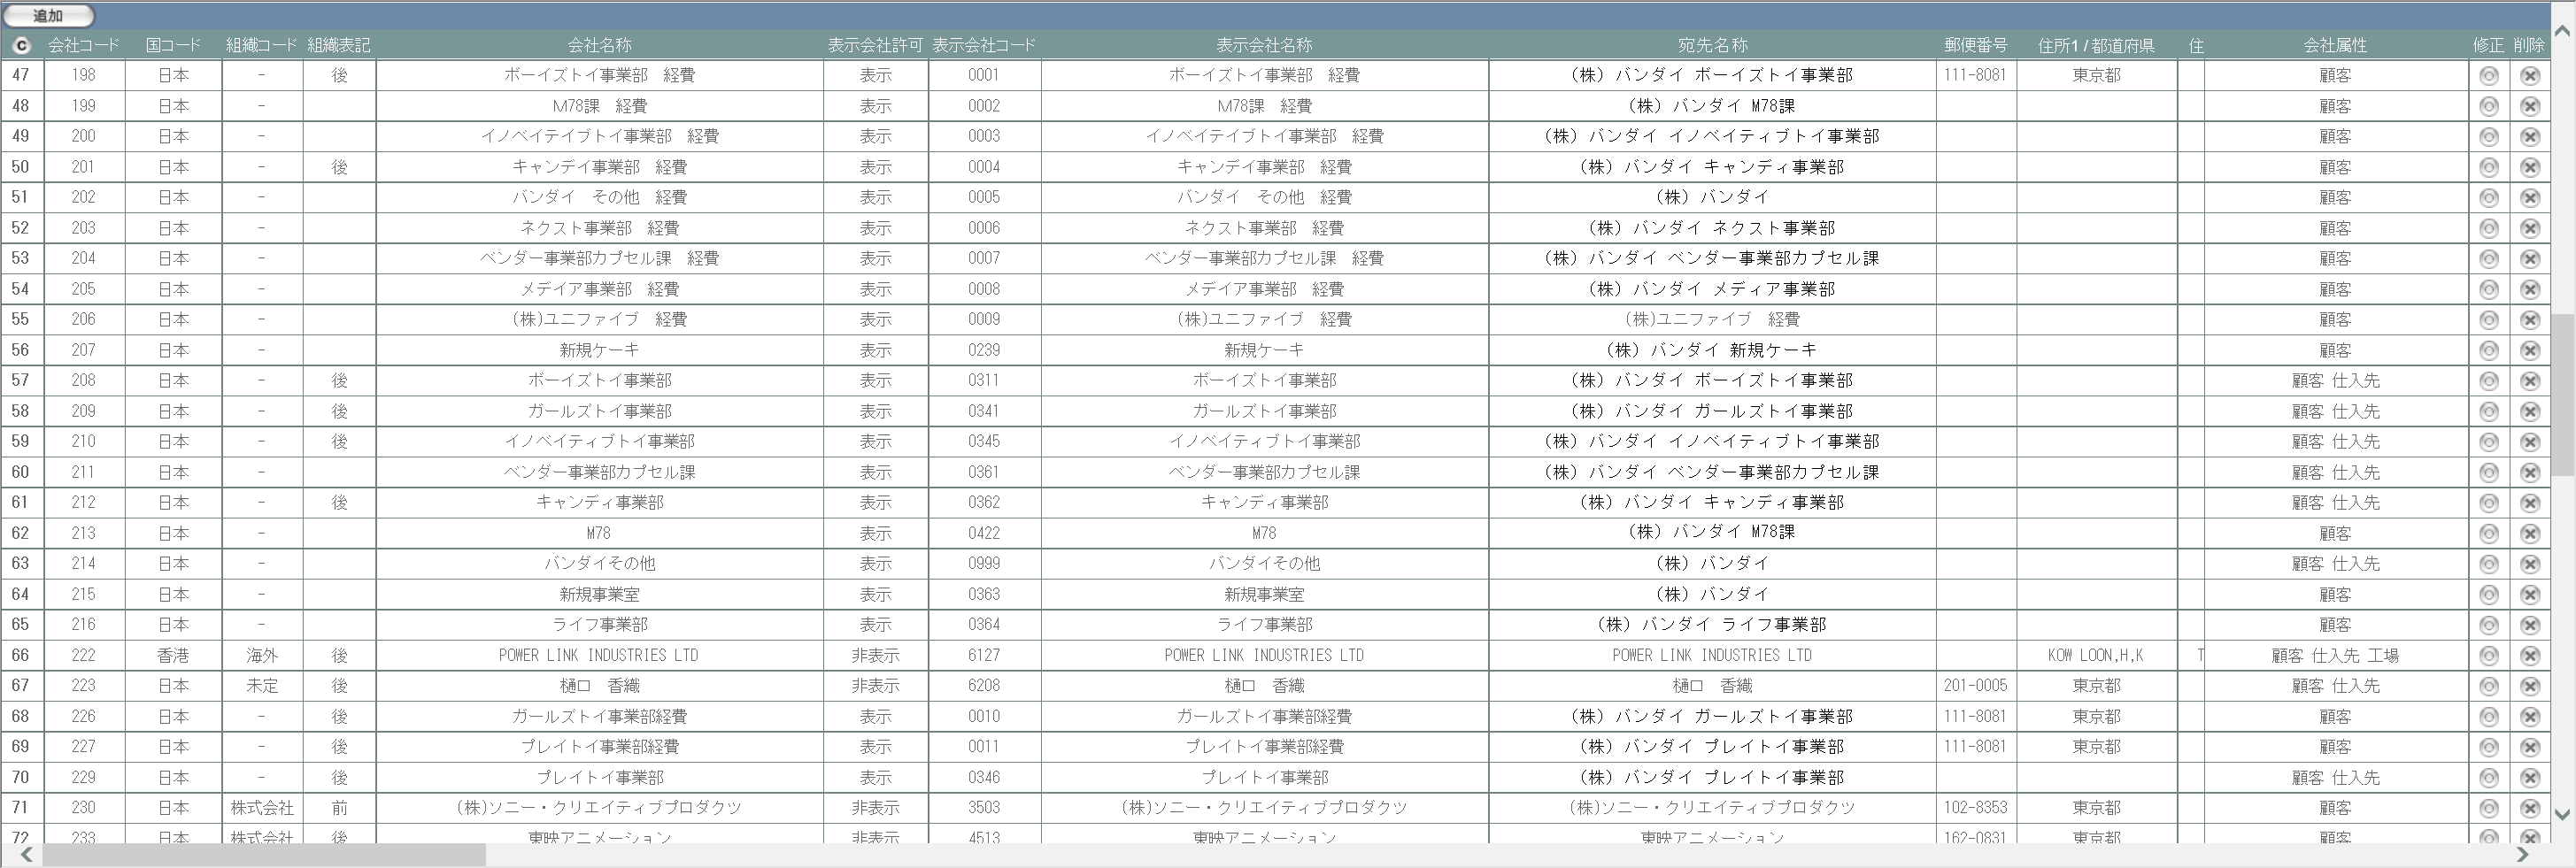 追加
C 会社コード 国コード 組織コード 組織表記 会社名称 表示会社許可 表示会社コード 表示会社名称 宛先名称 郵便番号 住所1 / 都道府県 住 会社属性 修正 削除
47 198 日本 - 後 ボーイズトイ事業部　経費 表示 0001 ボーイズトイ事業部　経費 (株) バンダイ ボーイズトイ事業部 111-8081 東京都 顧客
48 199 日本 - M78課　経費 表示 0002 M78課　経費 (株) バンダイ M78課 顧客
49 200 日本 - イノベイテイブトイ事業部　経費 表示 0003 イノベイテイブトイ事業部　経費 (株) バンダイ イノベイティブトイ事業部 顧客
50 201 日本 - 後 キャンデイ事業部　経費 表示 0004 キャンデイ事業部　経費 (株) バンダイ キャンディ事業部 顧客
51 202 日本 - バンダイ　その他　経費 表示 0005 バンダイ　その他　経費 (株) バンダイ 顧客
52 203 日本 - ネクスト事業部　経費 表示 0006 ネクスト事業部　経費 (株) バンダイ ネクスト事業部 顧客
53 204 日本 - ベンダー事業部カプセル課　経費 表示 0007 ベンダー事業部カプセル課　経費 (株) バンダイ ベンダー事業部カプセル課 顧客
54 205 日本 - メデイア事業部　経費 表示 0008 メデイア事業部　経費 (株) バンダイ メディア事業部 顧客
55 206 日本 - (株)ユニファイブ　経費 表示 0009 (株)ユニファイブ　経費 (株)ユニファイブ　経費 顧客
56 207 日本 - 新規ケーキ 表示 0239 新規ケーキ (株) バンダイ 新規ケーキ 顧客
57 208 日本 - 後 ボーイズトイ事業部 表示 0311 ボーイズトイ事業部 (株) バンダイ ボーイズトイ事業部 顧客 仕入先
58 209 日本 - 後 ガールズトイ事業部 表示 0341 ガールズトイ事業部 (株) バンダイ ガールズトイ事業部 顧客 仕入先
59 210 日本 - 後 イノベイティブトイ事業部 表示 0345 イノベイティブトイ事業部 (株) バンダイ イノベイティブトイ事業部 顧客 仕入先
60 211 日本 - ベンダー事業部カプセル課 表示 0361 ベンダー事業部カプセル課 (株) バンダイ ベンダー事業部カプセル課 顧客 仕入先
61 212 日本 - 後 キャンディ事業部 表示 0362 キャンディ事業部 (株) バンダイ キャンディ事業部 顧客 仕入先
62 213 日本 - M78 表示 0422 M78 (株) バンダイ M78課 顧客
63 214 日本 - バンダイその他 表示 0999 バンダイその他 (株) バンダイ 顧客 仕入先
64 215 日本 - 新規事業室 表示 0363 新規事業室 (株) バンダイ 顧客
65 216 日本 - ライフ事業部 表示 0364 ライフ事業部 (株) バンダイ ライフ事業部 顧客
66 222 香港 海外 後 POWER LINK INDUSTRIES LTD 非表示 6127 POWER LINK INDUSTRIES LTD POWER LINK INDUSTRIES LTD KOW LOON,H,K T 顧客 仕入先 工場
67 223 日本 未定 後 樋口　香織 非表示 6208 樋口　香織 樋口　香織 201-0005 東京都 顧客 仕入先
68 226 日本 - 後 ガールズトイ事業部経費 表示 0010 ガールズトイ事業部経費 (株) バンダイ ガールズトイ事業部 111-8081 東京都 顧客
69 227 日本 - 後 プレイトイ事業部経費 表示 0011 プレイトイ事業部経費 (株) バンダイ プレイトイ事業部 111-8081 東京都 顧客
70 229 日本 - 後 プレイトイ事業部 表示 0346 プレイトイ事業部 (株) バンダイ プレイトイ事業部 顧客 仕入先
71 230 日本 株式会社 前 (株)ソニー・クリエイティブプロダクツ 非表示 3503 (株)ソニー・クリエイティブプロダクツ (株)ソニー・クリエイティブプロダクツ 102-8353 東京都 顧客
72 233 日本 株式会社 後 東映アニメーション 非表示 4513 東映アニメーション 東映アニメーション 162-0831 東京都 顧客